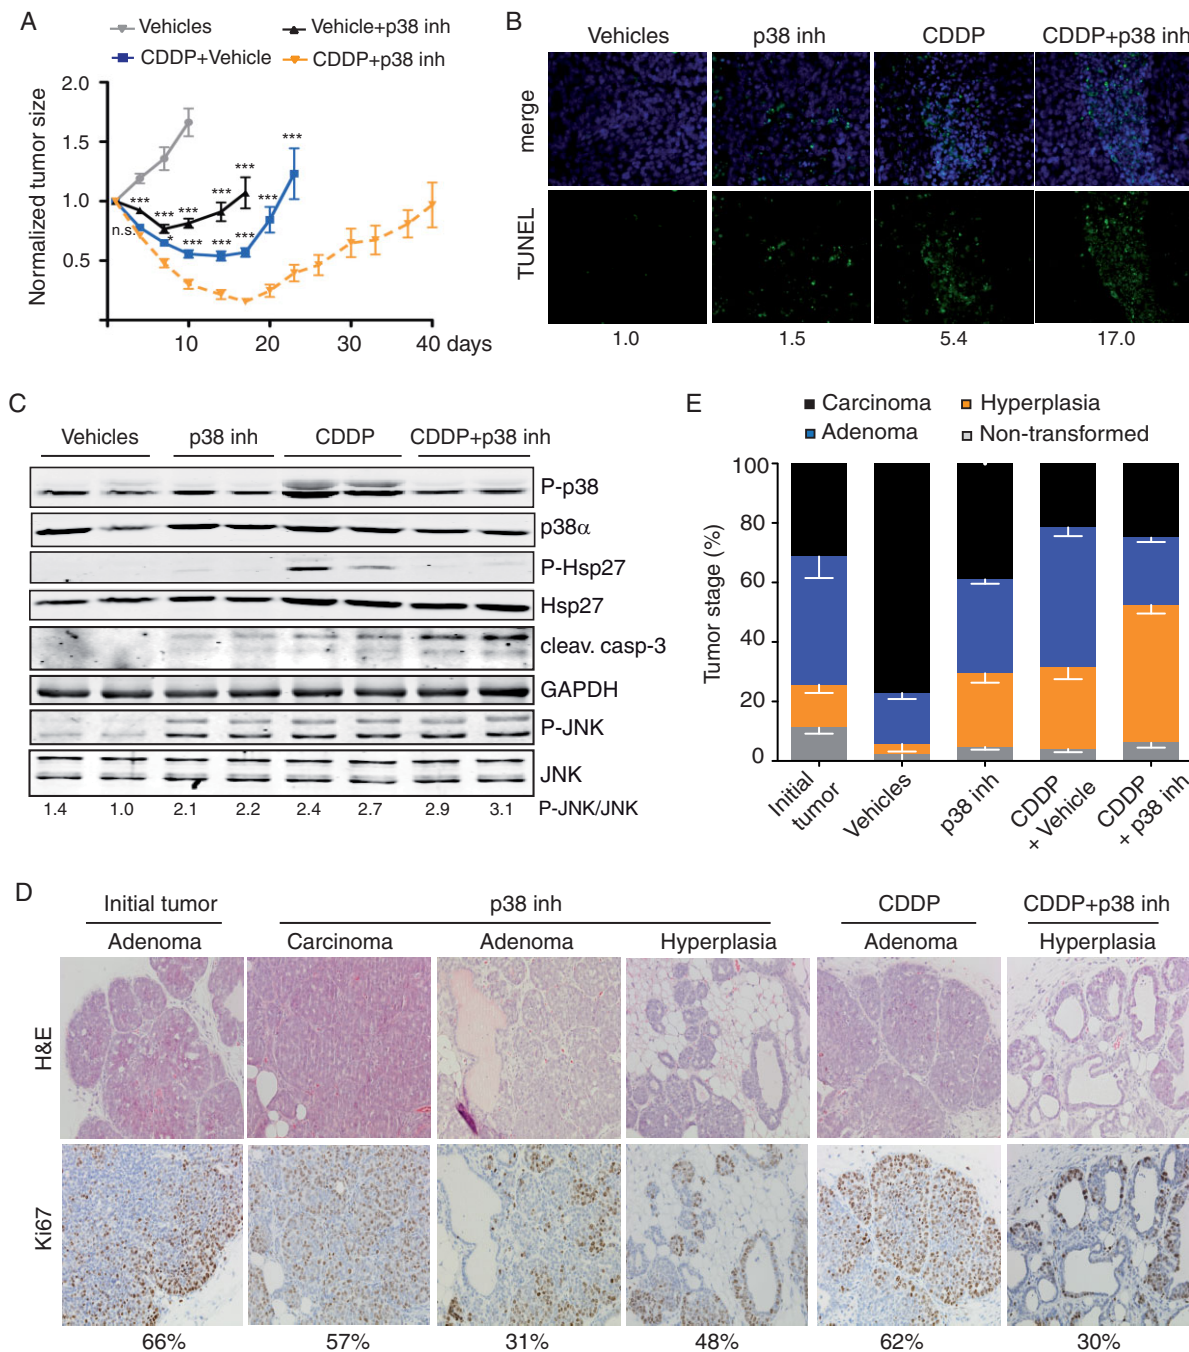 A
Vehicles
Vehicle+p38 inh
CDDP+Vehicle
CDDP+p38 inh
Normalized tumor size
2.0
1.5
1.0
0.5
***
***
***
***
***
n.s.
*
***
***
***
***
***
10
20
30
40 days
B
Vehicles
p38 inh
CDDP
CDDP+p38 inh
merge
TUNEL
1.0
1.5
5.4
17.0
C
Vehicles
p38 inh
CDDP
CDDP+p38 inh
P-p38
p38α
P-Hsp27
Hsp27
cleav. casp-3
GAPDH
P-JNK
JNK
1.4 1.0 2.1 2.2 2.4 2.7 2.9 3.1 P-JNK/JNK
E
Carcinoma
Hyperplasia
Adenoma
Non-transformed
Tumor stage (%)
100
80
60
40
20
0
Initial
tumor
Vehicles
p38 inh
CDDP
+ Vehicle
CDDP
+ p38 inh
D
Initial tumor
p38 inh
CDDP
CDDP+p38 inh
Adenoma
Carcinoma
Adenoma
Hyperplasia
Adenoma
Hyperplasia
H&E
Ki67
66%
57%
31%
48%
62%
30%